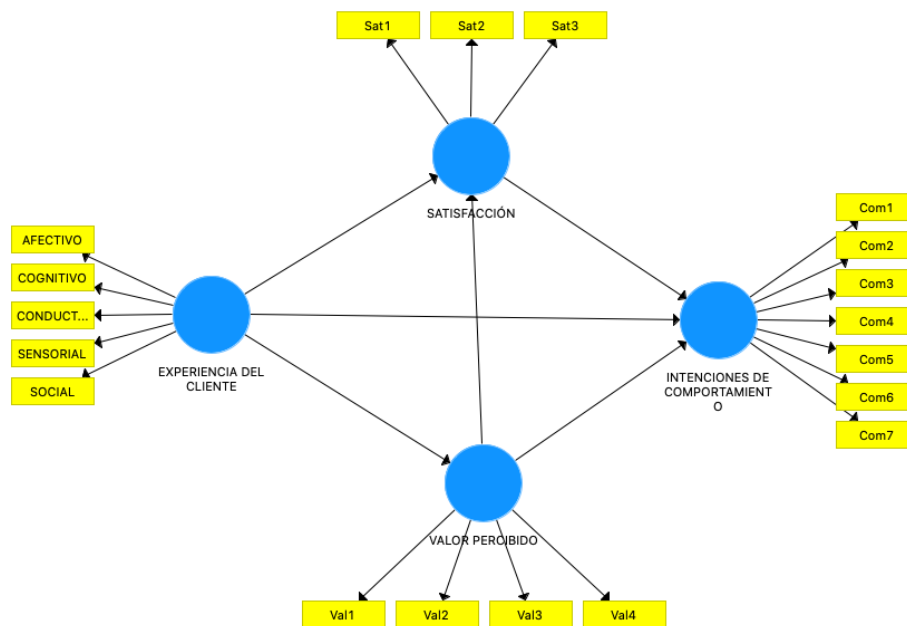 Sat1
Sat2
Sat3
SATISFACCIÓN
AFECTIVO
COGNITIVO
CONDUCT...
SENSORIAL
SOCIAL
EXPERIENCIA DEL
CLIENTE
Com1
Com2
Com3
Com4
Com5
Com6
Com7
INTENCIONES DE
COMPORTAMIENT
O
VALOR PERCIBIDO
Val1
Val2
Val3
Val4